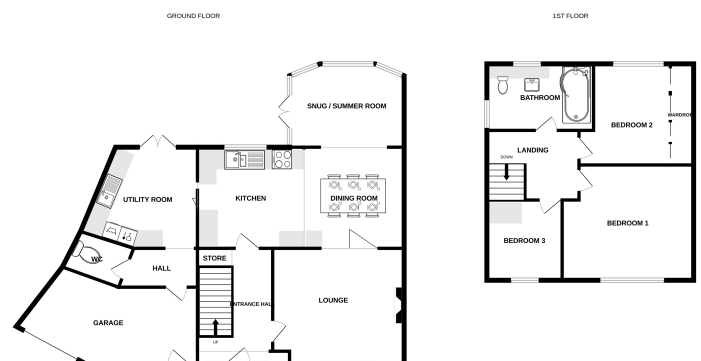 GROUND FLOOR
1ST FLOOR
SNUG / SUMMER ROOM
UTILITY ROOM
KITCHEN
DINING ROOM
WC
HALL
STORE
ENTRANCE HALL
LOUNGE
GARAGE
UP
BATHROOM
BEDROOM 2
WARDROBE
LANDING
DOWN
BEDROOM 1
BEDROOM 3